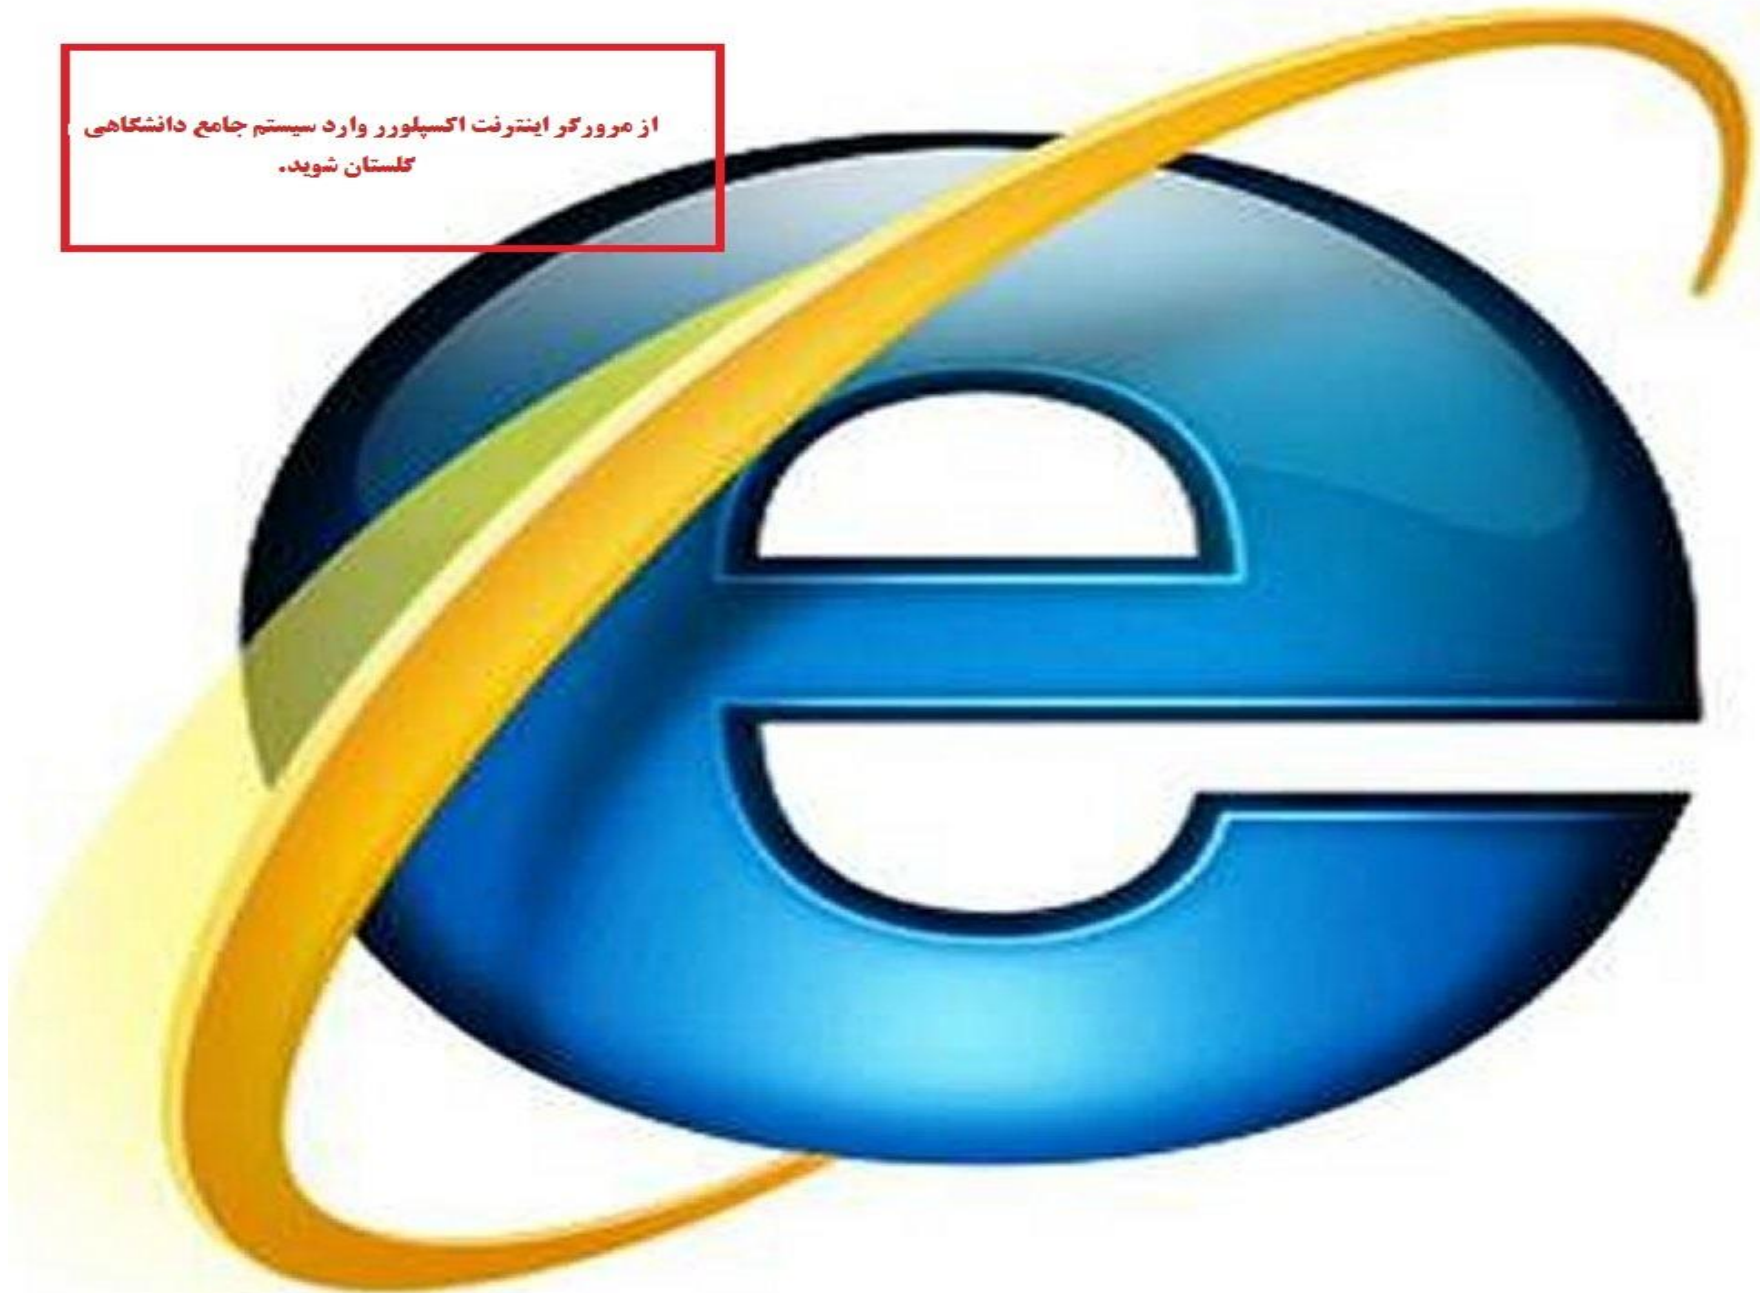 از مرورگر اینترنت اکسپلورر وارد سیستم جامع دانشگاهی
گلستان شوید.